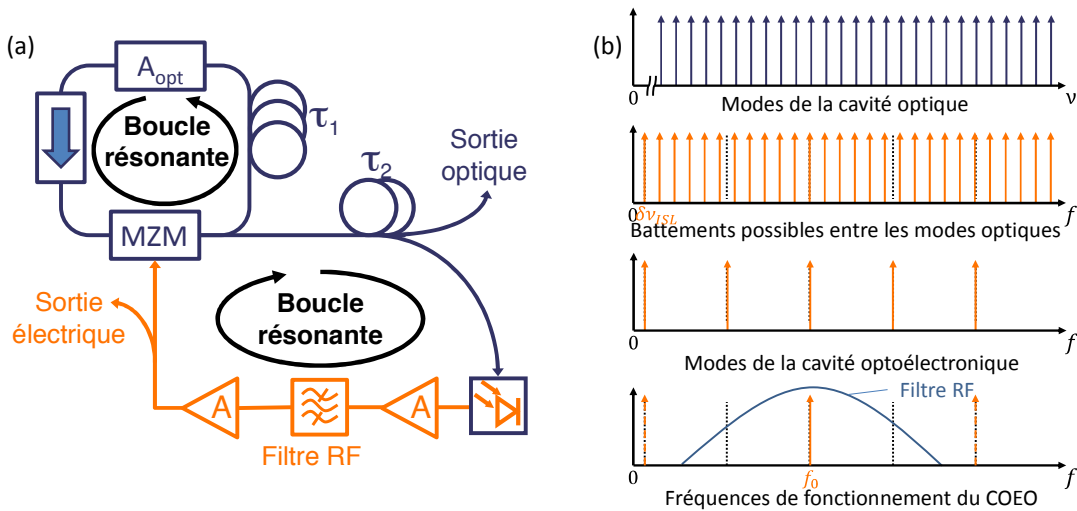 (a)
A_opt
Boucle
résonante
τ₁
τ₂
Sortie
optique
MZM
Sortie
électrique
Boucle
résonante
A
A
Filtre RF
(b)
0
ν
Modes de la cavité optique
0
δν_ISL
f
Battements possibles entre les modes optiques
0
f
Modes de la cavité optoélectronique
Filtre RF
0
f₀
f
Fréquences de fonctionnement du COEO